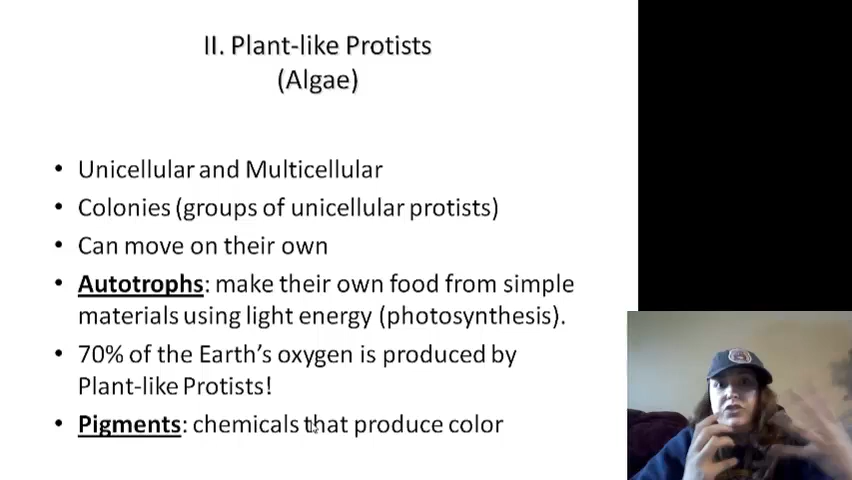 II. Plant-like Protists
(Algae)
• Unicellular and Multicellular
• Colonies (groups of unicellular protists)
• Can move on their own
• Autotrophs: make their own food from simple
materials using light energy (photosynthesis).
• 70% of the Earth's oxygen is produced by
Plant-like Protists!
• Pigments: chemicals that produce color